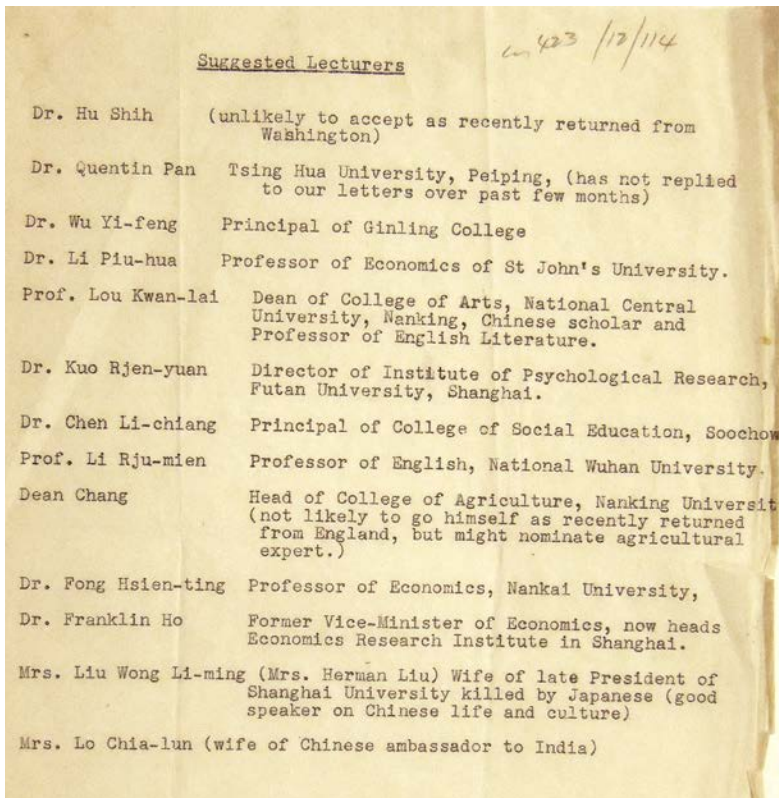 cw 423 /12/114
Suggested Lecturers
Dr. Hu Shih (unlikely to accept as recently returned from
Washington)
Dr. Quentin Pan Tsing Hua University, Peiping, (has not replied
to our letters over past few months)
Dr. Wu Yi-feng Principal of Ginling College
Dr. Li Piu-hua Professor of Economics of St John's University.
Prof. Lou Kwan-lai Dean of College of Arts, National Central
University, Nanking, Chinese scholar and
Professor of English Literature.
Dr. Kuo Rjen-yuan Director of Institute of Psychological Research,
Futan University, Shanghai.
Dr. Chen Li-chiang Principal of College of Social Education, Soochow
Prof. Li Rju-mien Professor of English, National Wuhan University.
Dean Chang Head of College of Agriculture, Nanking Universit
(not likely to go himself as recently returned
from England, but might nominate agricultural
expert.)
Dr. Fong Hsien-ting Professor of Economics, Nankai University,
Dr. Franklin Ho Former Vice-Minister of Economics, now heads
Economics Research Institute in Shanghai.
Mrs. Liu Wong Li-ming (Mrs. Herman Liu) Wife of late President of
Shanghai University killed by Japanese (good
speaker on Chinese life and culture)
Mrs. Lo Chia-lun (wife of Chinese ambassador to India)